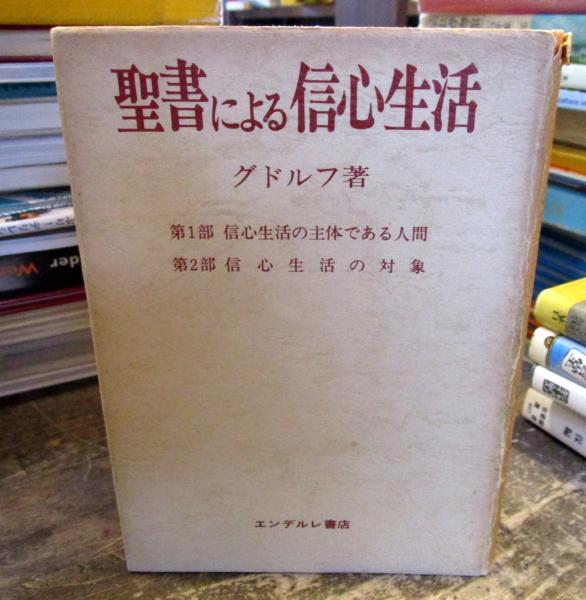 聖書による信心生活
グドルフ著
第1部 信心生活の主体である人間
第2部 信心生活の対象
エンデルレ書店